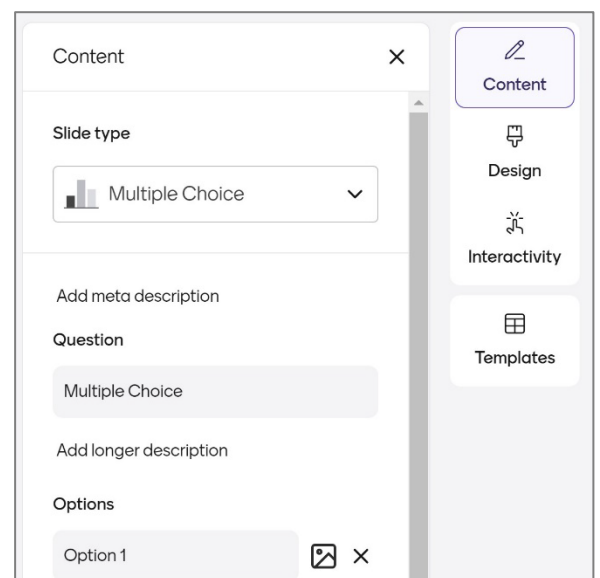 Content
Slide type
Multiple Choice
Add meta description
Question
Multiple Choice
Add longer description
Options
Option 1
Content
Design
Interactivity
Templates